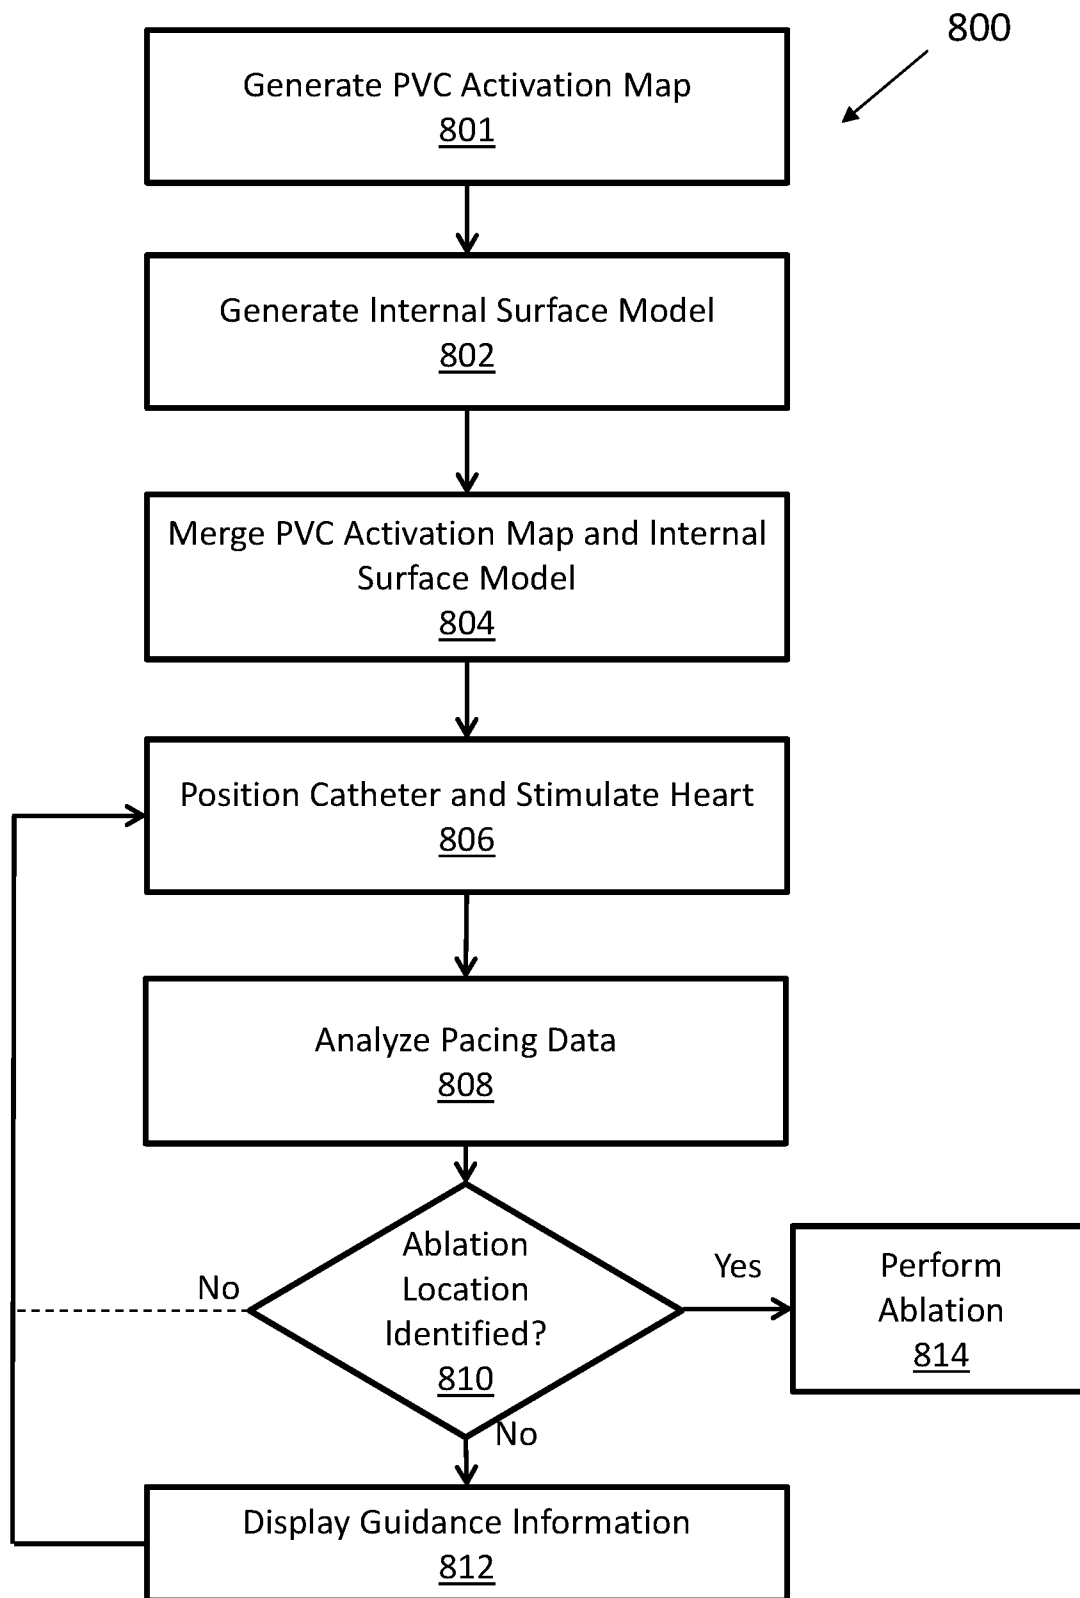 800
Generate PVC Activation Map
801
Generate Internal Surface Model
802
Merge PVC Activation Map and Internal
Surface Model
804
Position Catheter and Stimulate Heart
806
Analyze Pacing Data
808
Ablation
Location
Identified?
810
No
Yes
Perform
Ablation
814
No
Display Guidance Information
812